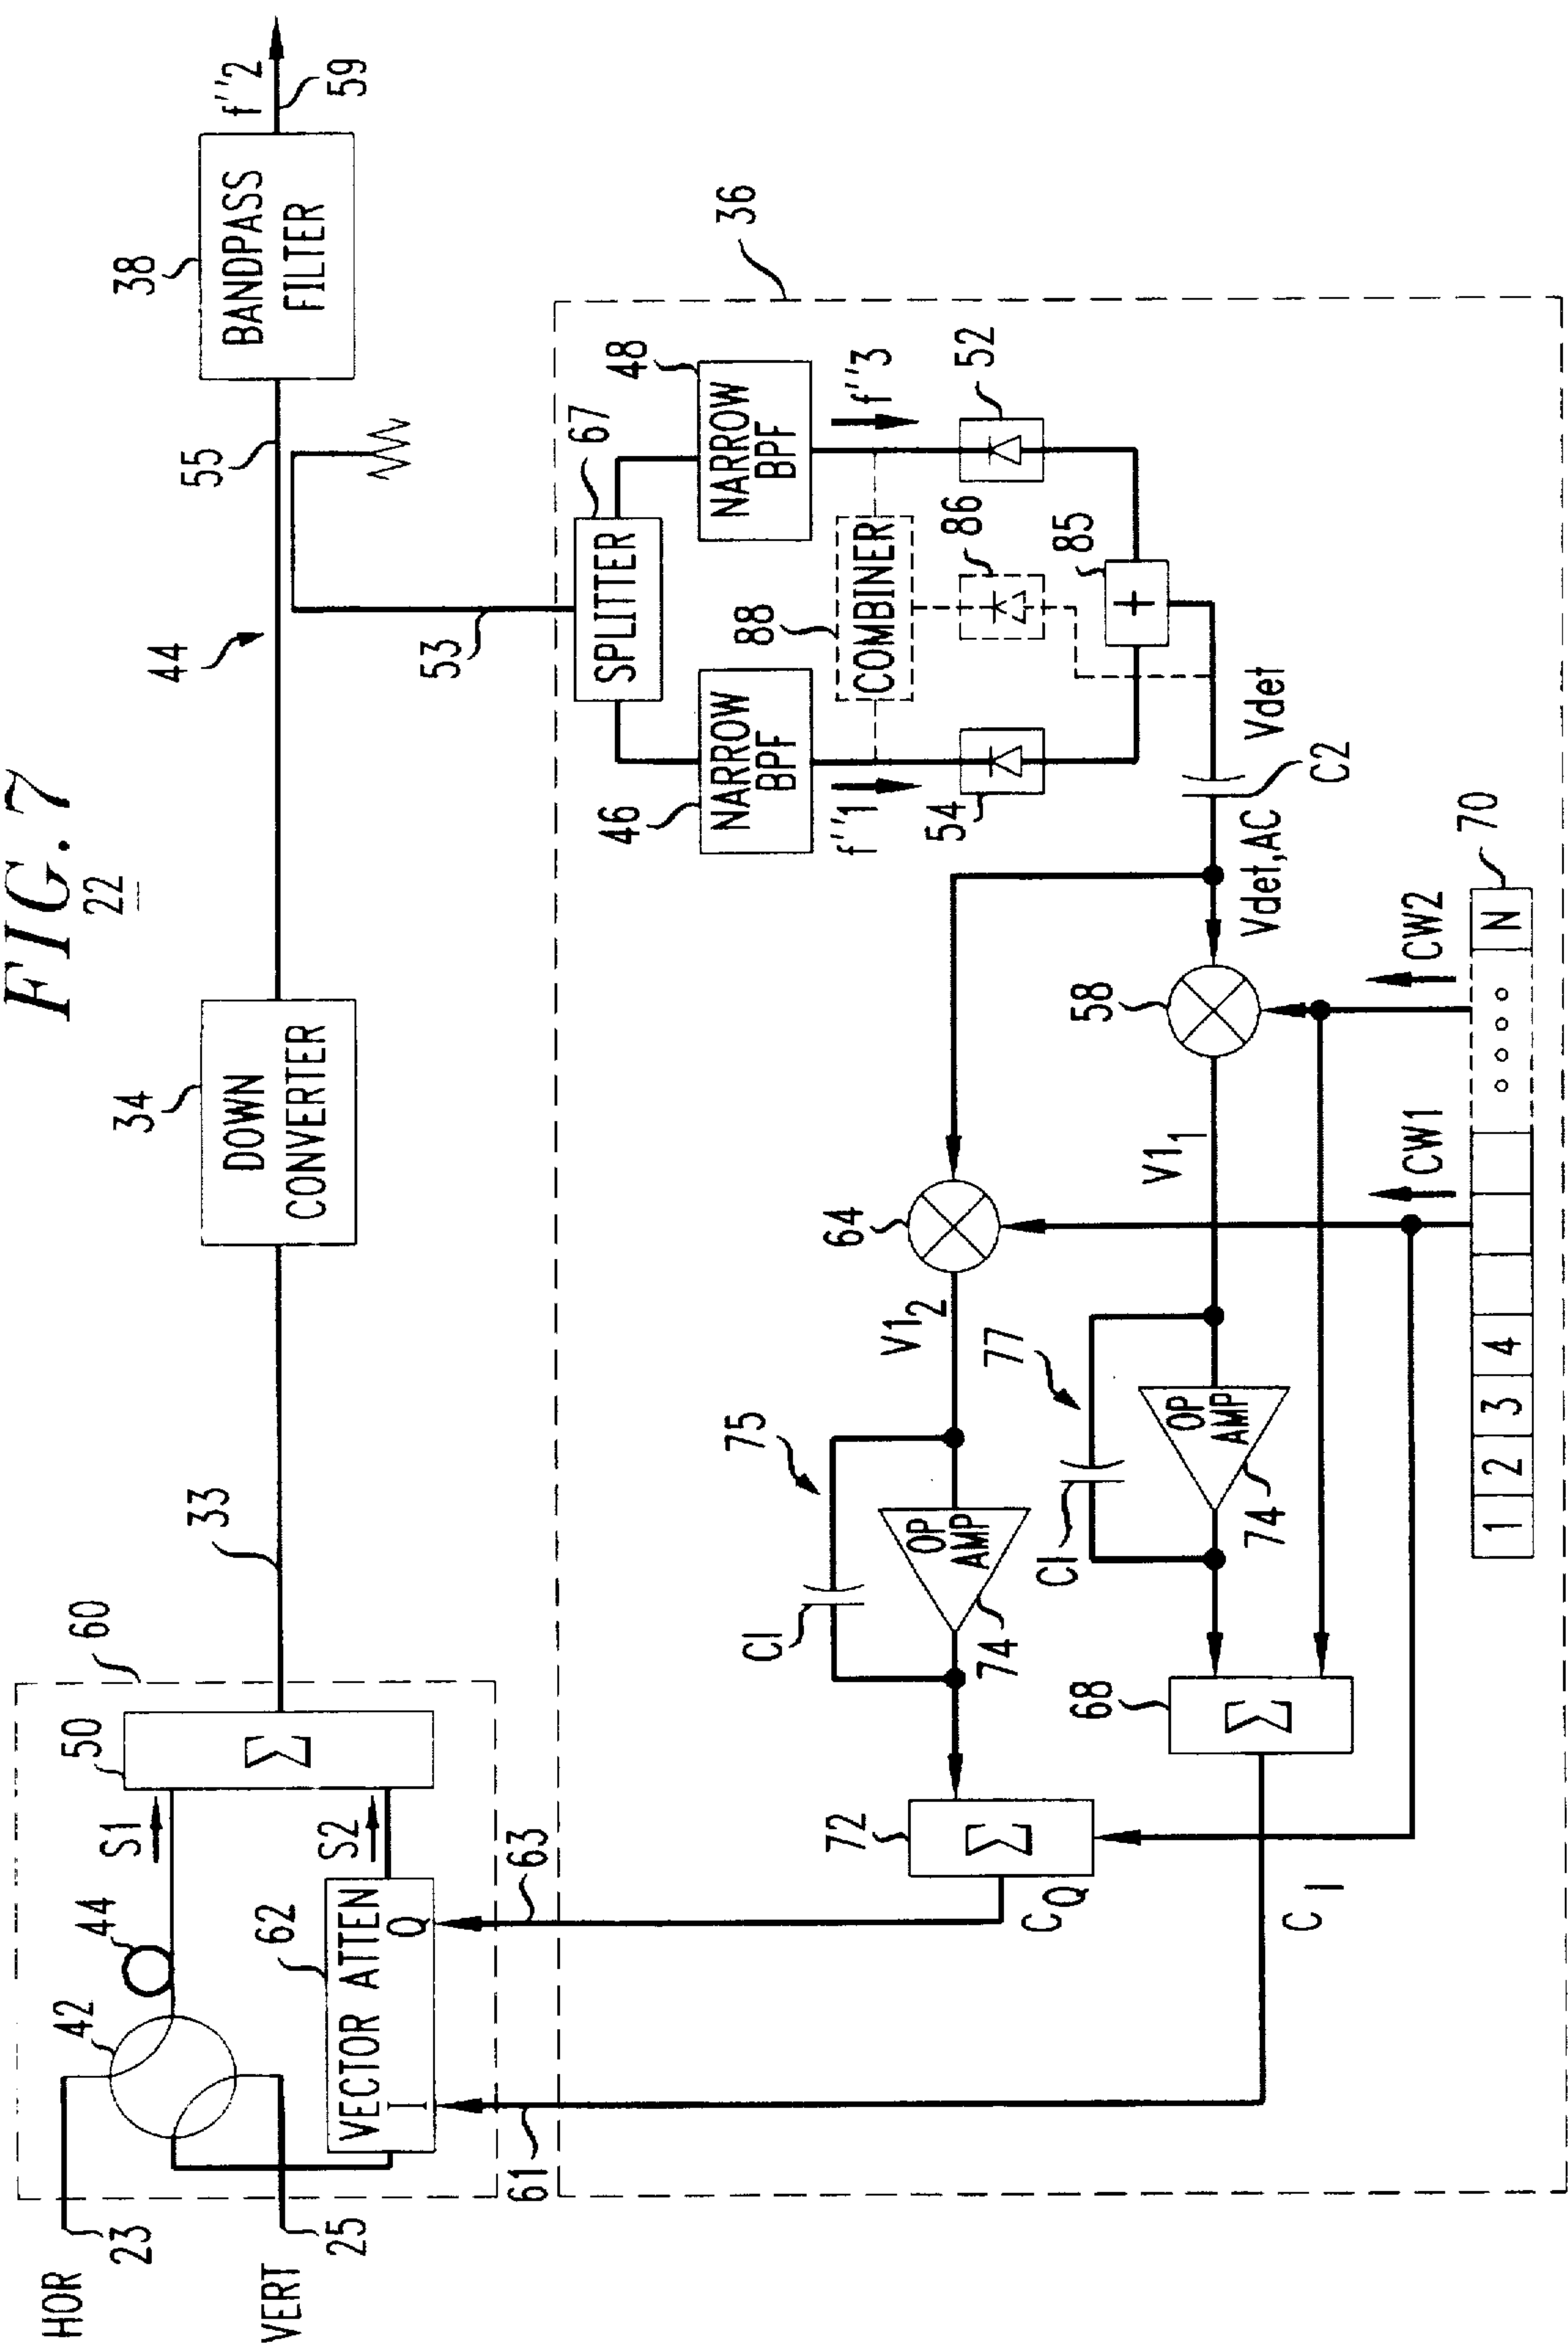 FIG. 7
22
HOR
23
VERT
25
42
44
S1
50
60
62
VECTOR ATTEN
I
Q
S2
Σ
33
34
DOWN
CONVERTER
44
55
38
BANDPASS
FILTER
f''2
59
53
61
63
36
67
SPLITTER
46
NARROW
BPF
48
NARROW
BPF
f''1
f''3
88
COMBINER
54
86
52
85
+
Vdet
C2
Vdet,AC
64
58
V1₂
V1₁
75
CI
OP
AMP
74
77
CI
OP
AMP
74
72
Σ
68
Σ
C_Q
C_I
CW1
CW2
70
1 2 3 4 N